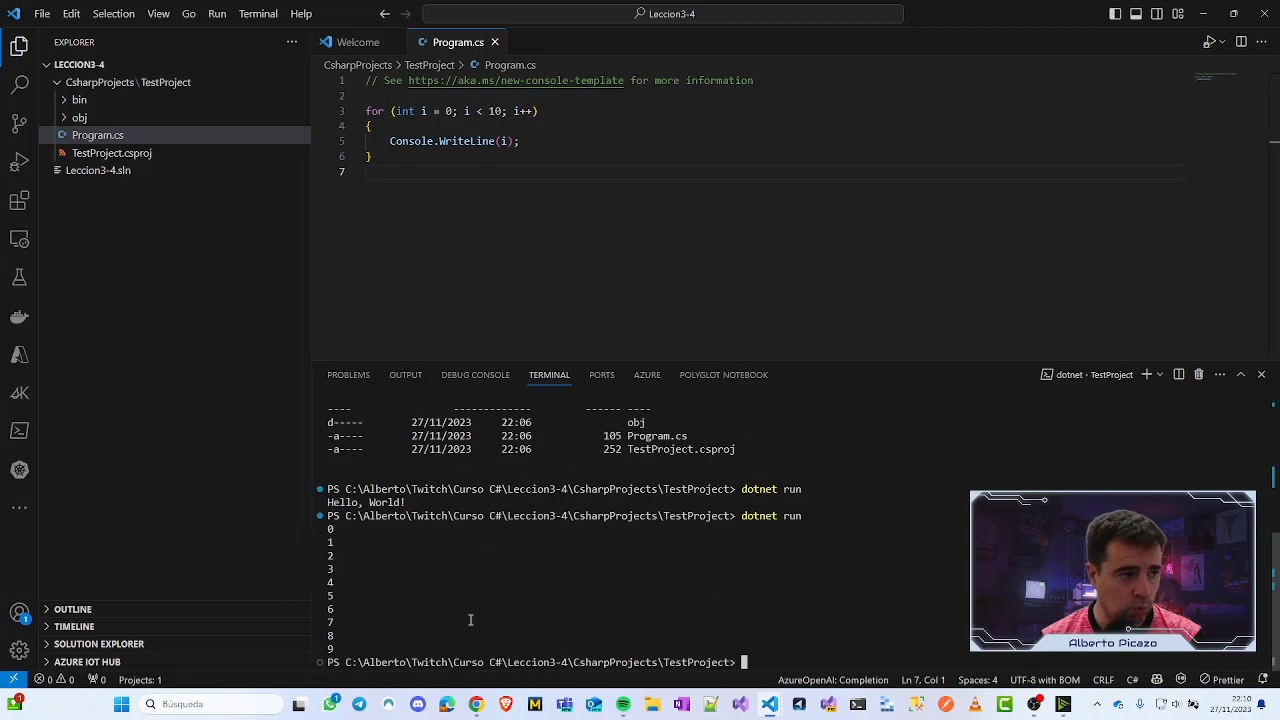 File Edit Selection View Go Run Terminal Help
Leccion3-4
EXPLORER
Welcome
Program.cs
LECCION3-4
CsharpProjects > TestProject > Program.cs
CsharpProjects \ TestProject
bin
obj
Program.cs
TestProject.csproj
Leccion3-4.sln
1 // See https://aka.ms/new-console-template for more information
2
3 for (int i = 0; i < 10; i++)
4 {
5 Console.WriteLine(i);
6 }
7
PROBLEMS OUTPUT DEBUG CONSOLE TERMINAL PORTS AZURE POLYGLOT NOTEBOOK
dotnet - TestProject
---- ------------- ------ ----
d----- 27/11/2023 22:06 obj
-a---- 27/11/2023 22:06 105 Program.cs
-a---- 27/11/2023 22:06 252 TestProject.csproj
PS C:\Alberto\Twitch\Curso C#\Leccion3-4\CsharpProjects\TestProject> dotnet run
Hello, World!
PS C:\Alberto\Twitch\Curso C#\Leccion3-4\CsharpProjects\TestProject> dotnet run
0
1
2
3
4
5
6
7
8
9
PS C:\Alberto\Twitch\Curso C#\Leccion3-4\CsharpProjects\TestProject>
OUTLINE
TIMELINE
SOLUTION EXPLORER
AZURE IOT HUB
Alberto Picazo
0 0 0 Projects: 1
AzureOpenAI: Completion Ln 7, Col 1 Spaces: 4 UTF-8 with BOM CRLF C# Prettier
Búsqueda
22:10
27/11/2023